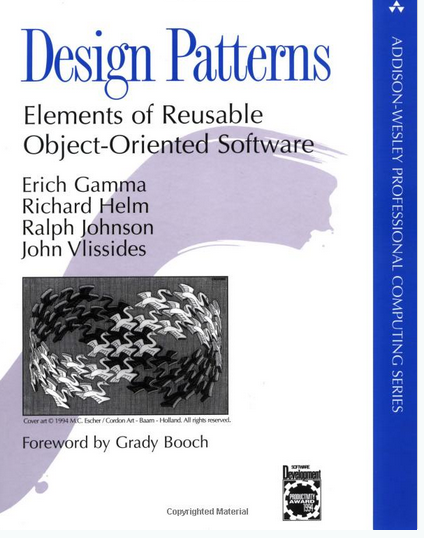 Design Patterns
Elements of Reusable
Object-Oriented Software
Erich Gamma
Richard Helm
Ralph Johnson
John Vlissides
Cover art © 1994 M.C. Escher / Cordon Art - Baarn - Holland. All rights reserved.
Foreword by Grady Booch
SOFTWARE
Development
PRODUCTIVITY
AWARD
1994
Copyrighted Material
ADDISON-WESLEY PROFESSIONAL COMPUTING SERIES